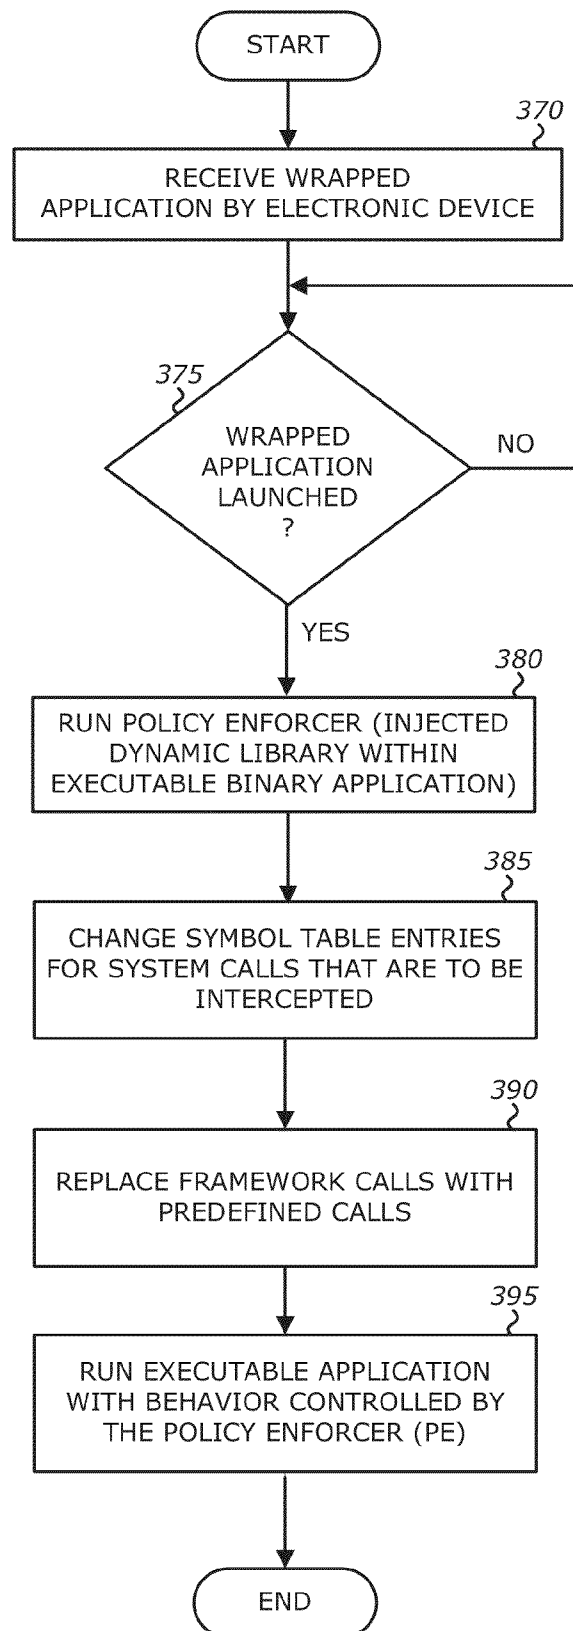 START
370
RECEIVE WRAPPED
APPLICATION BY ELECTRONIC DEVICE
375
WRAPPED
APPLICATION
LAUNCHED
?
NO
YES
380
RUN POLICY ENFORCER (INJECTED
DYNAMIC LIBRARY WITHIN
EXECUTABLE BINARY APPLICATION)
385
CHANGE SYMBOL TABLE ENTRIES
FOR SYSTEM CALLS THAT ARE TO BE
INTERCEPTED
390
REPLACE FRAMEWORK CALLS WITH
PREDEFINED CALLS
395
RUN EXECUTABLE APPLICATION
WITH BEHAVIOR CONTROLLED BY
THE POLICY ENFORCER (PE)
END